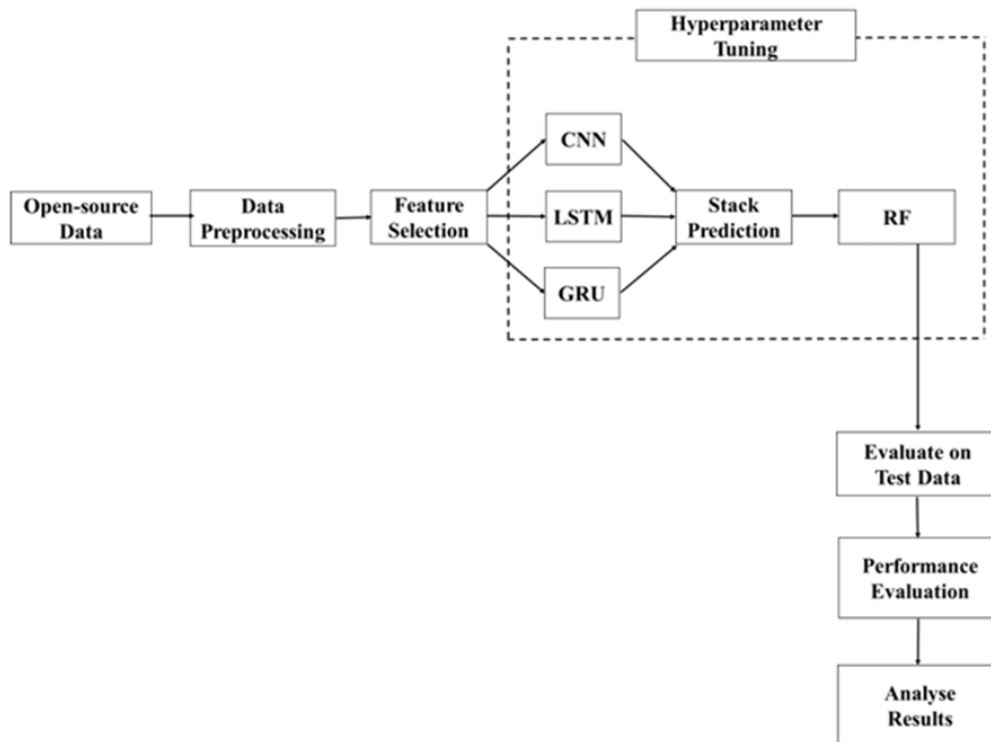 Hyperparameter
Tuning
CNN
Open-source
Data
Data
Preprocessing
Feature
Selection
LSTM
Stack
Prediction
RF
GRU
Evaluate on
Test Data
Performance
Evaluation
Analyse
Results